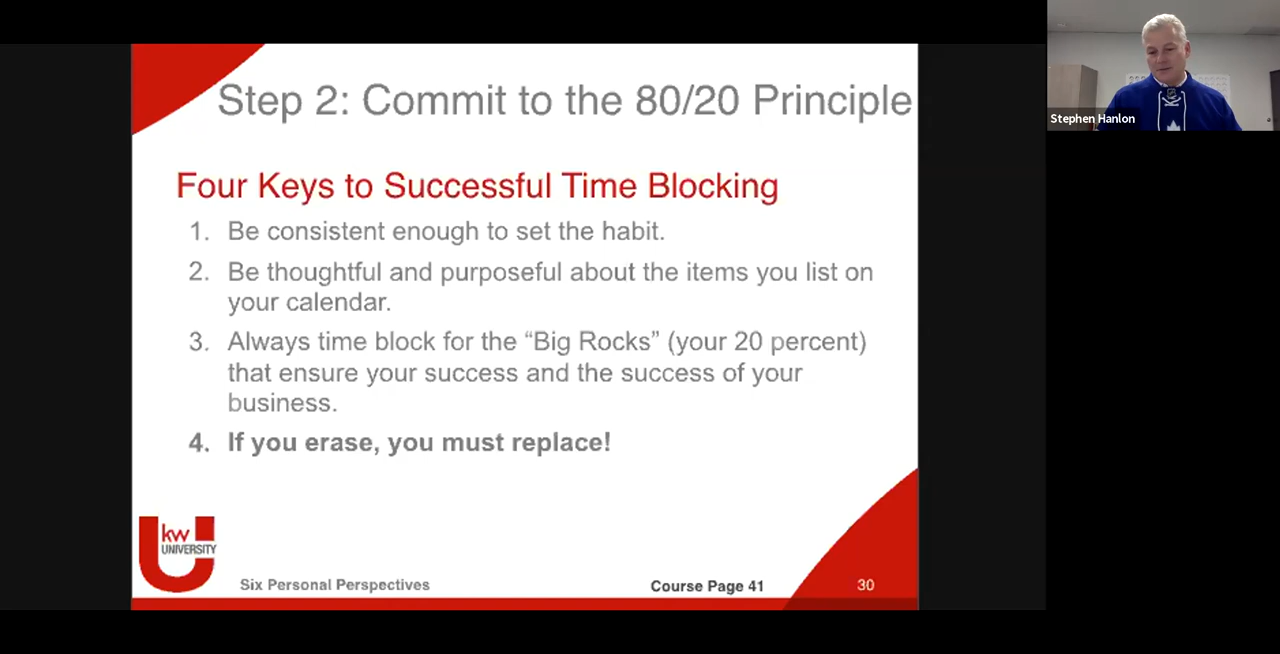 Step 2: Commit to the 80/20 Principle
Stephen Hanlon
Four Keys to Successful Time Blocking
1. Be consistent enough to set the habit.
2. Be thoughtful and purposeful about the items you list on
your calendar.
3. Always time block for the “Big Rocks” (your 20 percent)
that ensure your success and the success of your
business.
4. If you erase, you must replace!
kw
UNIVERSITY
Six Personal Perspectives
Course Page 41
30